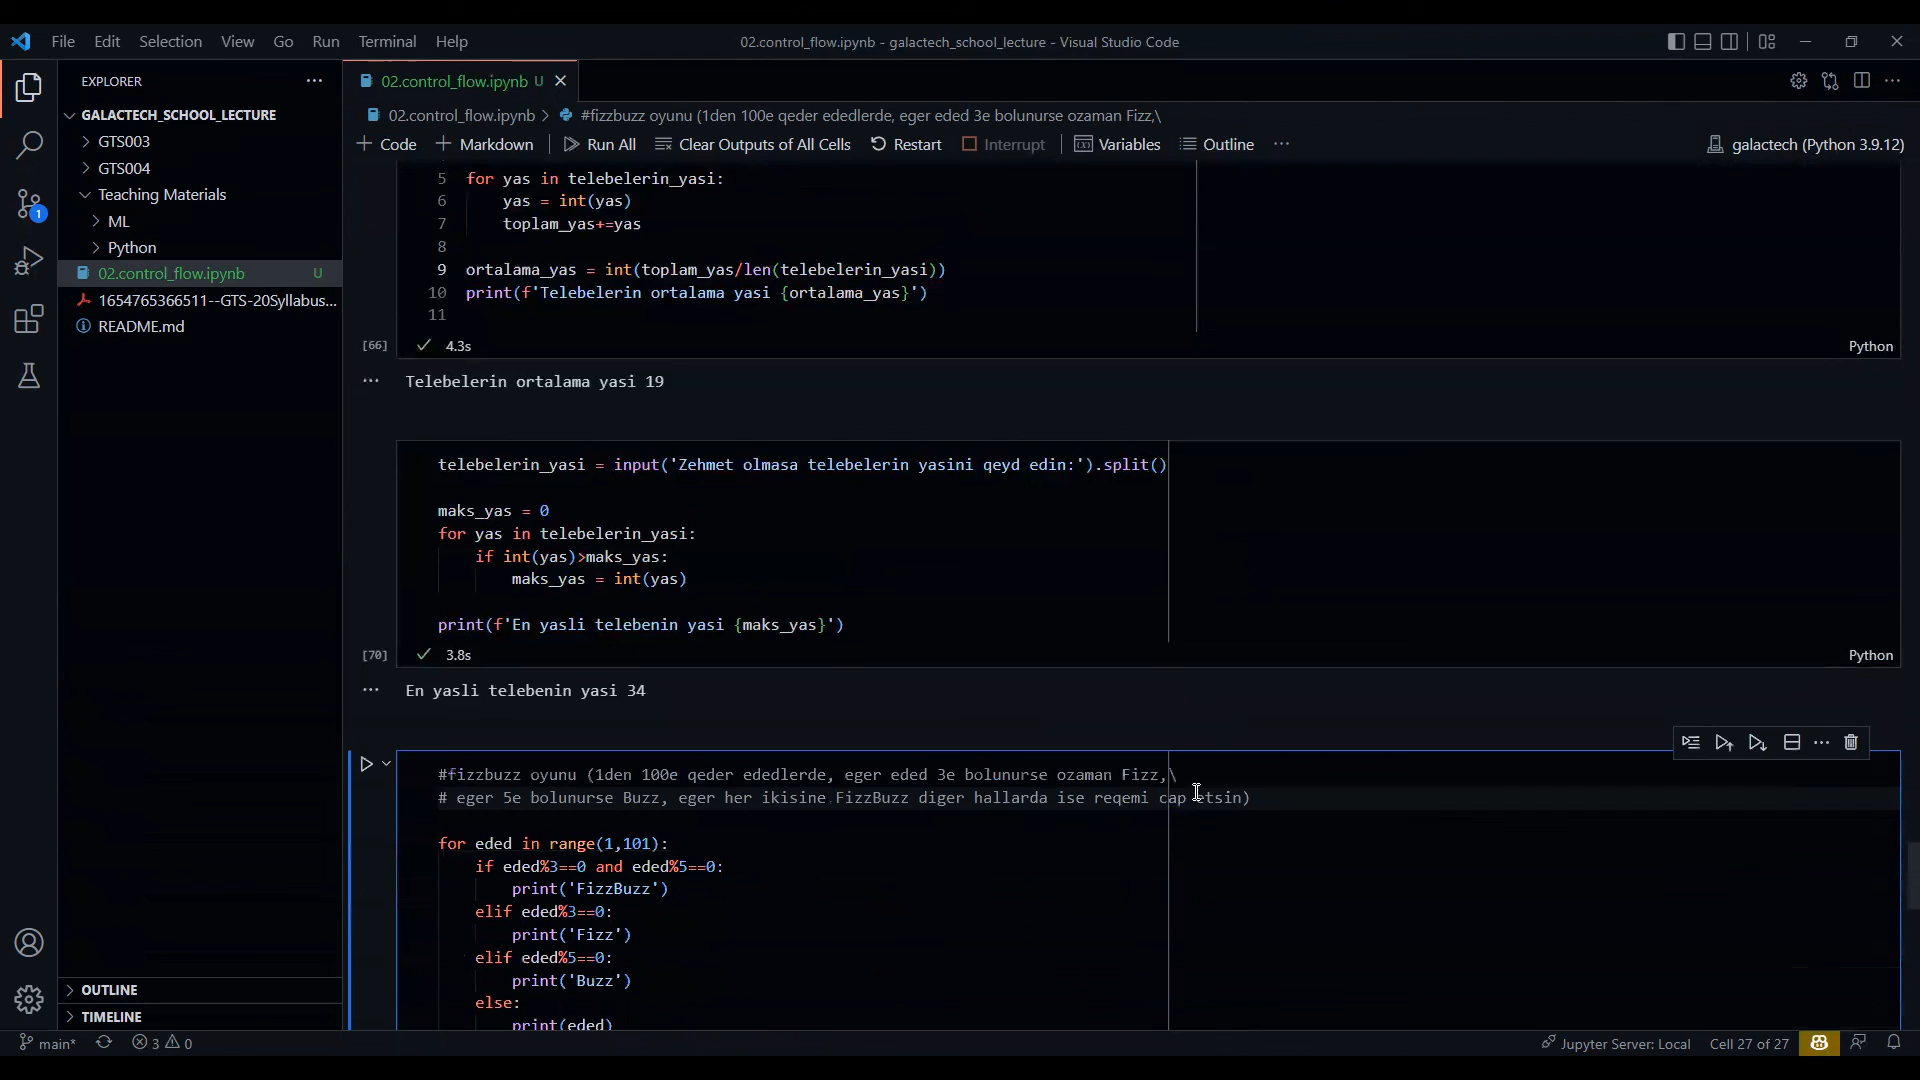 File Edit Selection View Go Run Terminal Help
02.control_flow.ipynb - galactech_school_lecture - Visual Studio Code
EXPLORER
GALACTECH_SCHOOL_LECTURE
GTS003
GTS004
Teaching Materials
ML
Python
02.control_flow.ipynb U
1654765366511--GTS-20Syllabus...
README.md
OUTLINE
TIMELINE
02.control_flow.ipynb U
02.control_flow.ipynb > #fizzbuzz oyunu (1den 100e qeder ededlerde, eger eded 3e bolunurse ozaman Fizz,\
+ Code + Markdown Run All Clear Outputs of All Cells Restart Interrupt Variables Outline ... galactech (Python 3.9.12)
5 for yas in telebelerin_yasi:
6 yas = int(yas)
7 toplam_yas+=yas
8
9 ortalama_yas = int(toplam_yas/len(telebelerin_yasi))
10 print(f'Telebelerin ortalama yasi {ortalama_yas}')
11
[66] 4.3s Python
... Telebelerin ortalama yasi 19
telebelerin_yasi = input('Zehmet olmasa telebelerin yasini qeyd edin:').split()
maks_yas = 0
for yas in telebelerin_yasi:
if int(yas)>maks_yas:
maks_yas = int(yas)
print(f'En yasli telebenin yasi {maks_yas}')
[70] 3.8s Python
... En yasli telebenin yasi 34
#fizzbuzz oyunu (1den 100e qeder ededlerde, eger eded 3e bolunurse ozaman Fizz,\
# eger 5e bolunurse Buzz, eger her ikisine FizzBuzz diger hallarda ise reqemi cap etsin)
for eded in range(1,101):
if eded%3==0 and eded%5==0:
print('FizzBuzz')
elif eded%3==0:
print('Fizz')
elif eded%5==0:
print('Buzz')
else:
print(eded)
main* 3 0 Jupyter Server: Local Cell 27 of 27